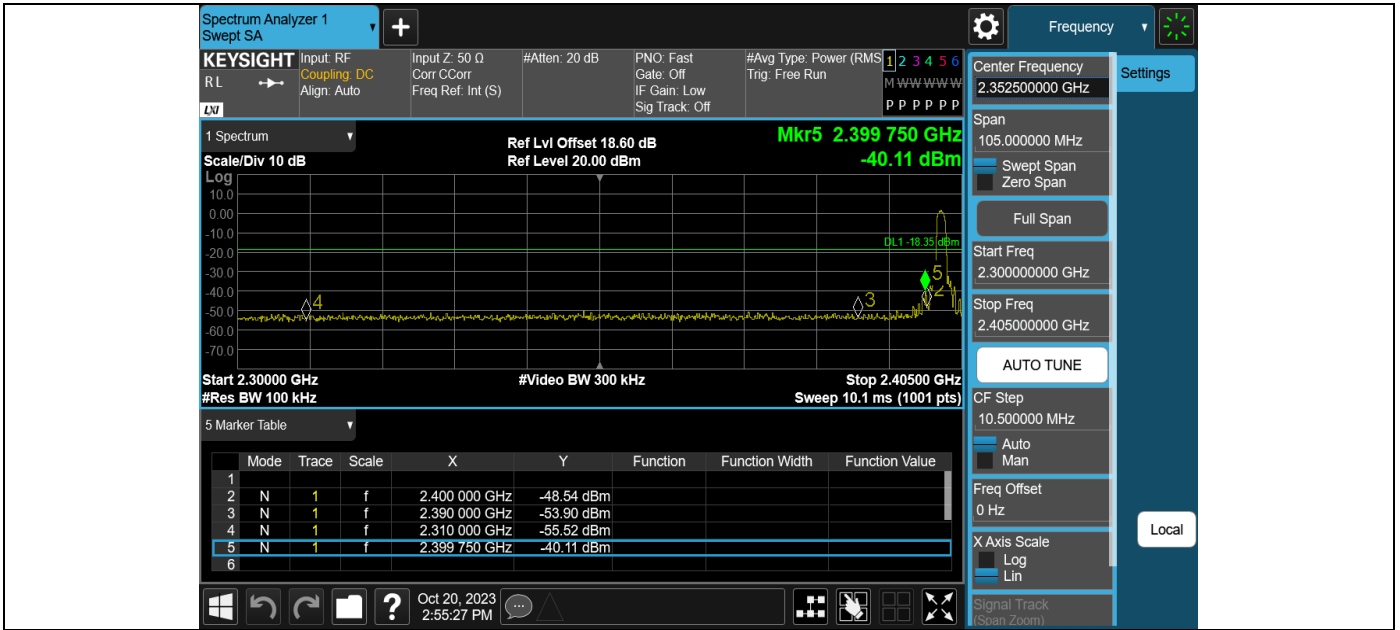 Spectrum Analyzer 1
Swept SA
Frequency
KEYSIGHT
RL
LXI
Input: RF
Coupling: DC
Align: Auto
Input Z: 50 Ω
Corr CCorr
Freq Ref: Int (S)
#Atten: 20 dB
PNO: Fast
Gate: Off
IF Gain: Low
Sig Track: Off
#Avg Type: Power (RMS
Trig: Free Run
1 2 3 4 5 6
M W W W W W
P P P P P P
1 Spectrum
Scale/Div 10 dB
Ref Lvl Offset 18.60 dB
Ref Level 20.00 dBm
Mkr5 2.399 750 GHz
-40.11 dBm
Log
10.0
0.00
-10.0
-20.0
-30.0
-40.0
-50.0
-60.0
-70.0
DL1 -18.35 dBm
4
3
5
2
Start 2.30000 GHz
#Res BW 100 kHz
#Video BW 300 kHz
Stop 2.40500 GHz
Sweep 10.1 ms (1001 pts)
5 Marker Table
Mode Trace Scale X Y Function Function Width Function Value
1
2 N 1 f 2.400 000 GHz -48.54 dBm
3 N 1 f 2.390 000 GHz -53.90 dBm
4 N 1 f 2.310 000 GHz -55.52 dBm
5 N 1 f 2.399 750 GHz -40.11 dBm
6
?
Oct 20, 2023
2:55:27 PM
Center Frequency
2.352500000 GHz
Span
105.000000 MHz
Swept Span
Zero Span
Full Span
Start Freq
2.300000000 GHz
Stop Freq
2.405000000 GHz
AUTO TUNE
CF Step
10.500000 MHz
Auto
Man
Freq Offset
0 Hz
X Axis Scale
Log
Lin
Signal Track
(Span Zoom)
Settings
Local